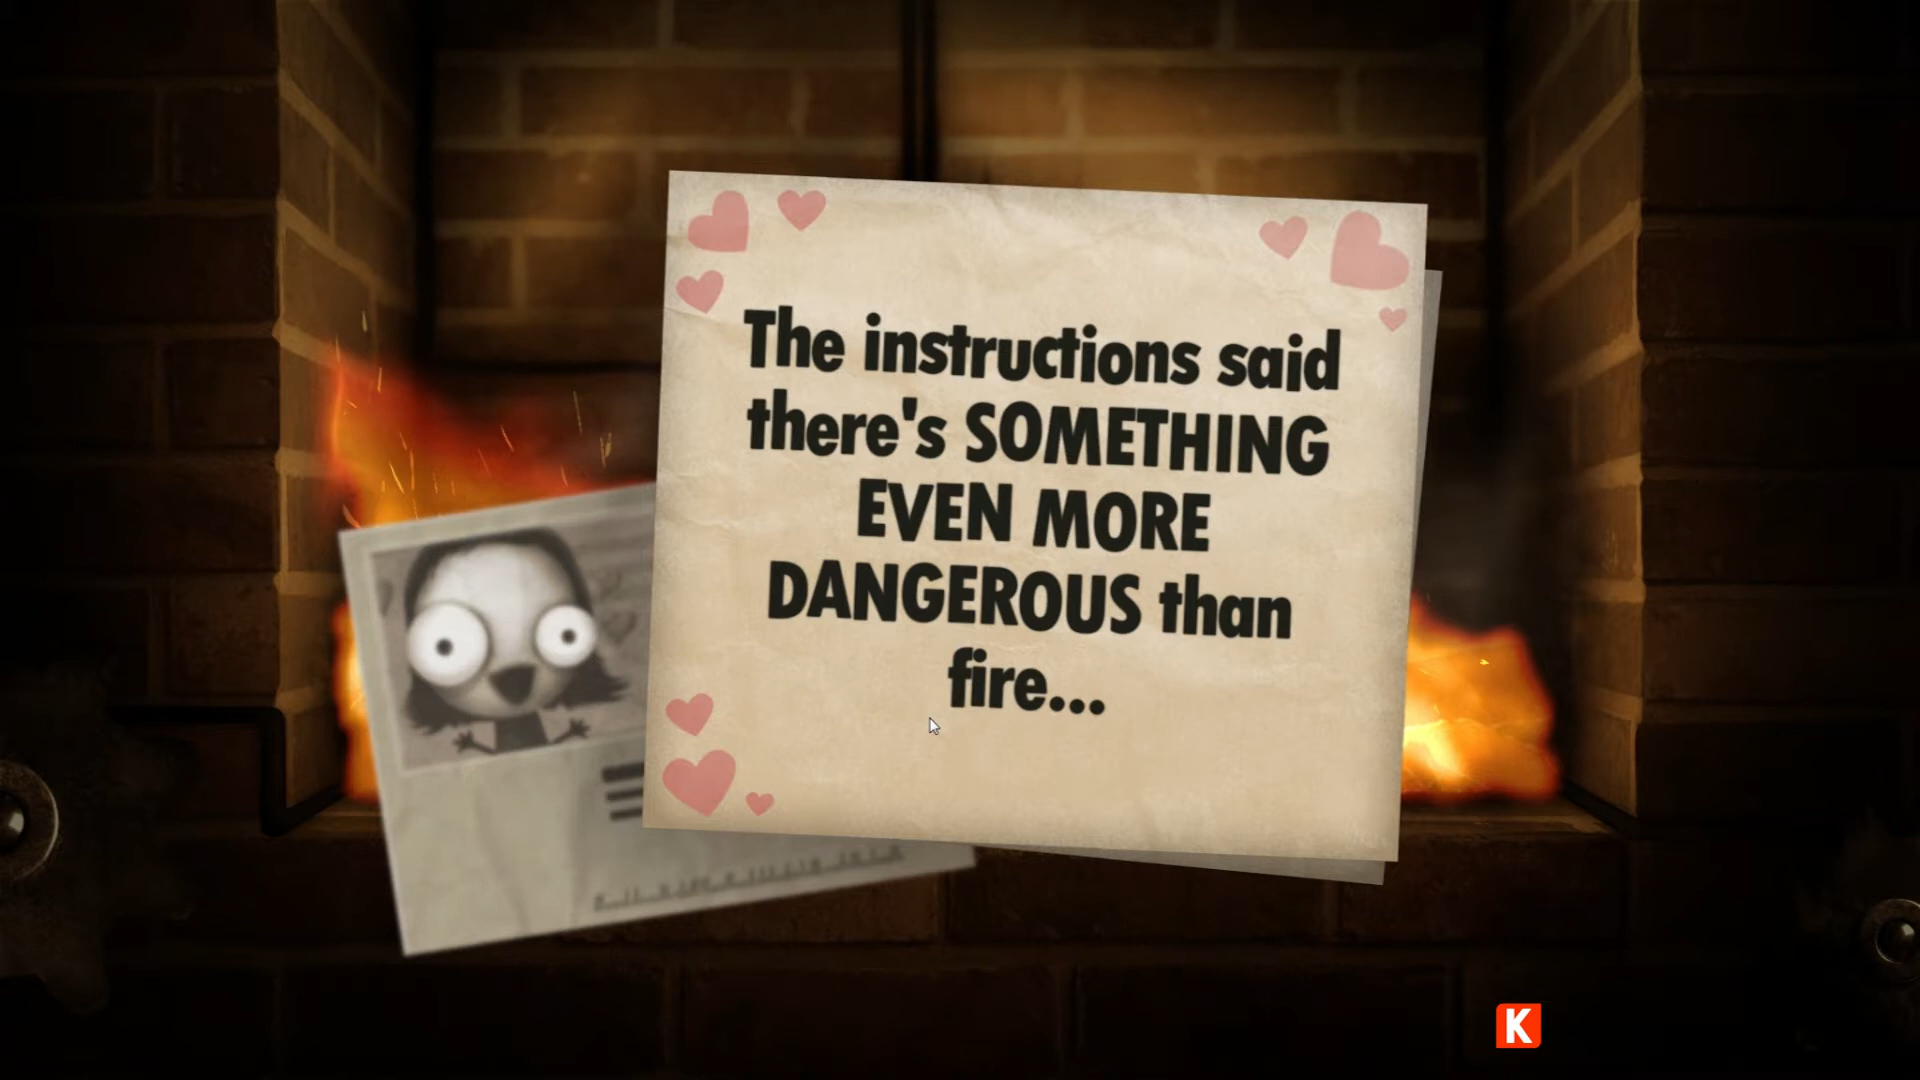 The instructions said
there's SOMETHING
EVEN MORE
DANGEROUS than
fire...
K